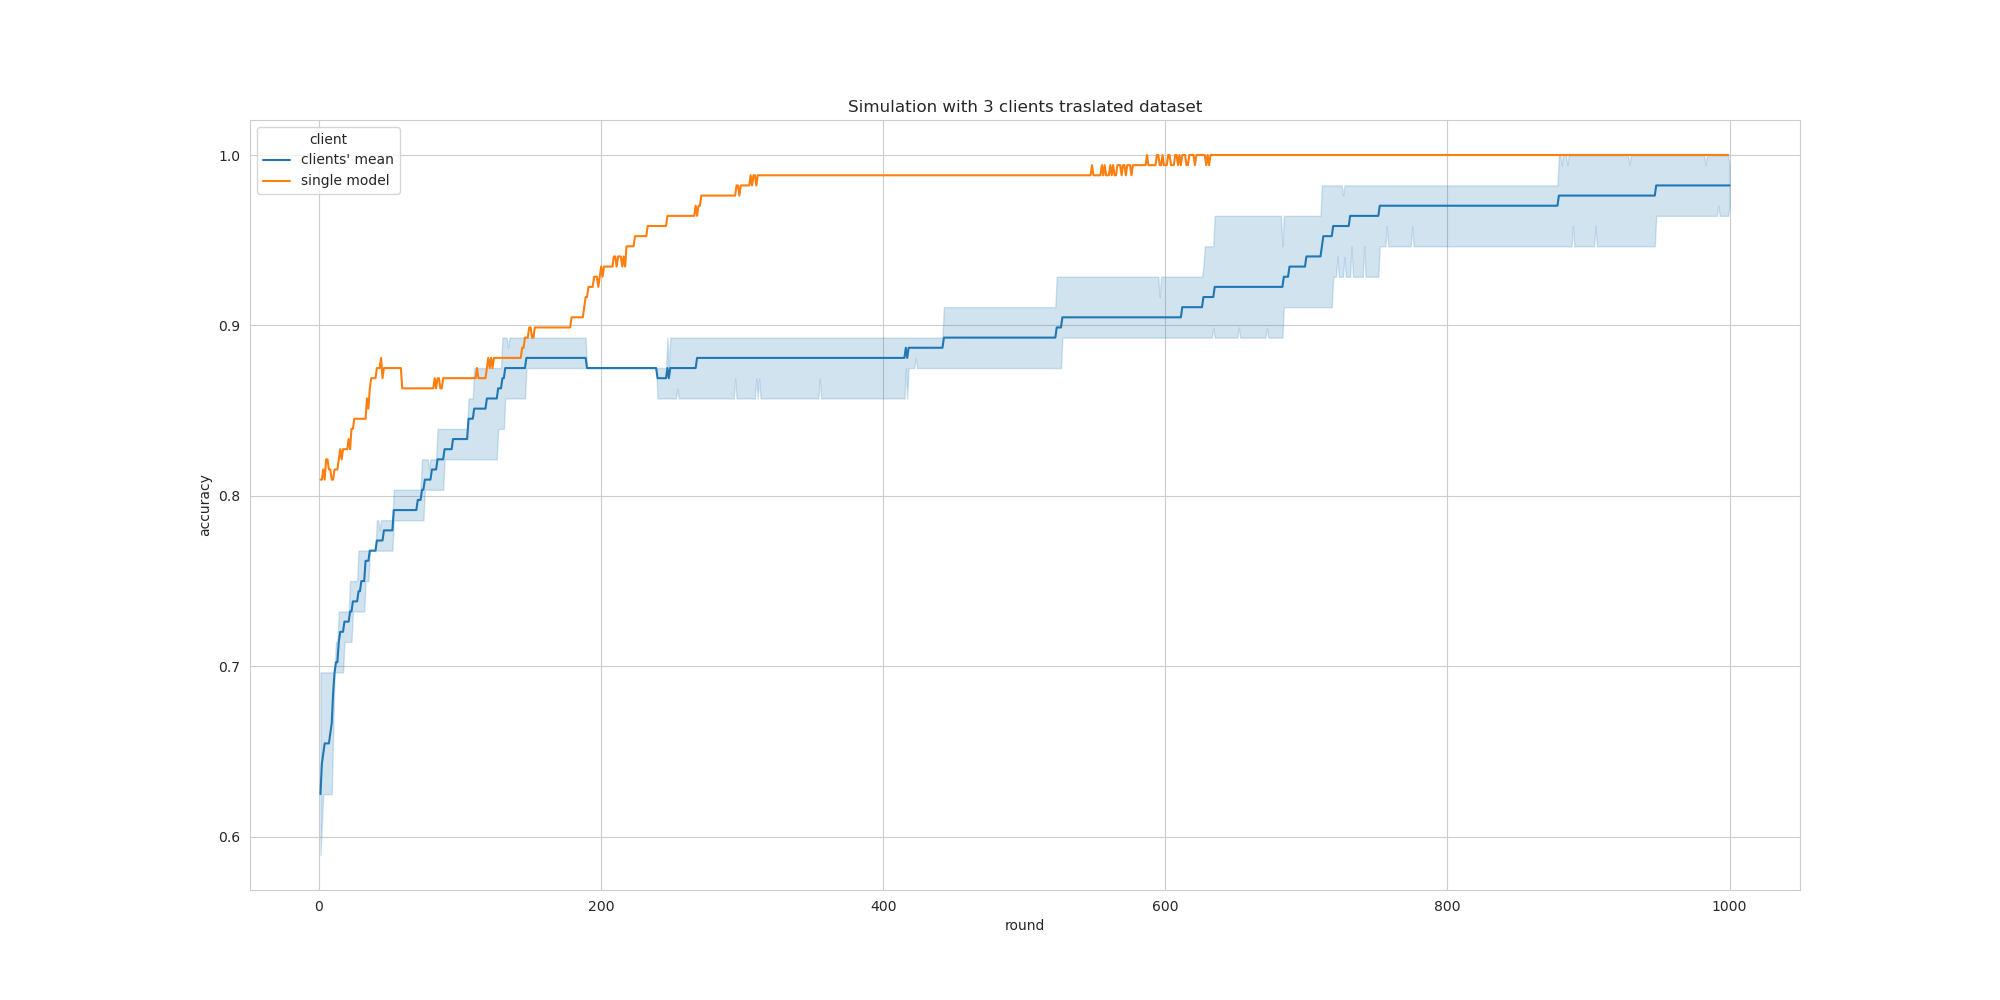 Simulation with 3 clients traslated dataset
client
clients' mean
single model
accuracy
1.0
0.9
0.8
0.7
0.6
0 200 400 600 800 1000
round